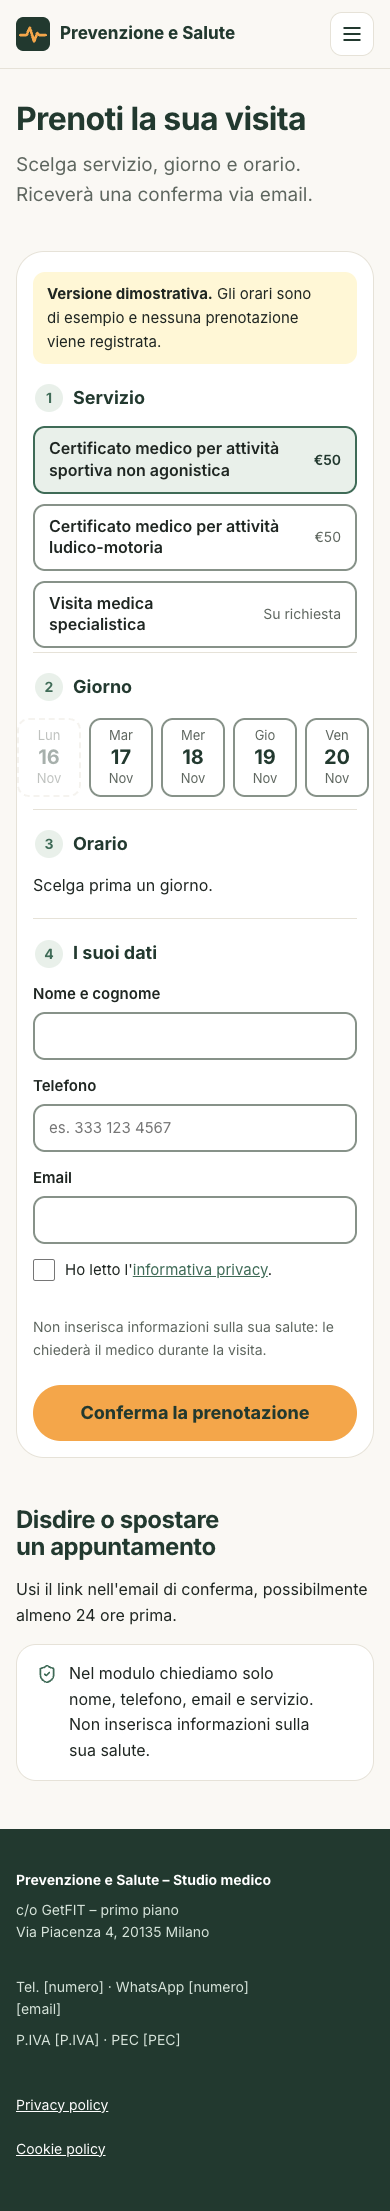 Prevenzione e Salute
Prenoti la sua visita
Scelga servizio, giorno e orario.
Riceverà una conferma via email.
Versione dimostrativa. Gli orari sono
di esempio e nessuna prenotazione
viene registrata.
1 Servizio
Certificato medico per attività
sportiva non agonistica
€50
Certificato medico per attività
ludico-motoria
€50
Visita medica
specialistica
Su richiesta
2 Giorno
Lun Mar Mer Gio Ven
16 17 18 19 20
Nov Nov Nov Nov Nov
3 Orario
Scelga prima un giorno.
4 I suoi dati
Nome e cognome
Telefono
es. 333 123 4567
Email
Ho letto l'informativa privacy.
Non inserisca informazioni sulla sua salute: le
chiederà il medico durante la visita.
Conferma la prenotazione
Disdire o spostare
un appuntamento
Usi il link nell'email di conferma, possibilmente
almeno 24 ore prima.
Nel modulo chiediamo solo
nome, telefono, email e servizio.
Non inserisca informazioni sulla
sua salute.
Prevenzione e Salute – Studio medico
c/o GetFIT – primo piano
Via Piacenza 4, 20135 Milano
Tel. [numero] · WhatsApp [numero]
[email]
P.IVA [P.IVA] · PEC [PEC]
Privacy policy
Cookie policy